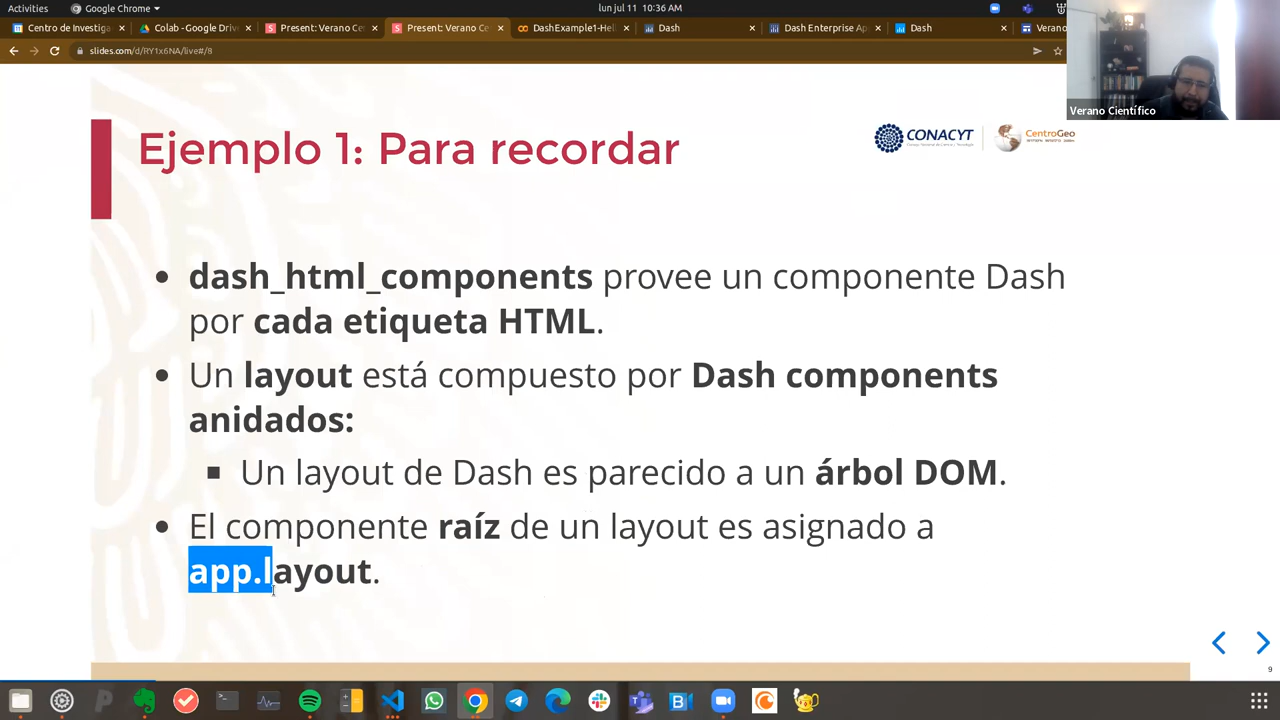 Activities
Google Chrome
lun jul 11 10:36 AM
Centro de Investiga
Colab - Google Drive
Present: Verano Ce
Present: Verano Ce
DashExample1-Hel
Dash
Dash Enterprise Ap
Dash
Verano
slides.com/d/RY1x6NA/live#/8
Verano Científico
Ejemplo 1: Para recordar
CONACYT
CentroGeo
• dash_html_components provee un componente Dash
por cada etiqueta HTML.
• Un layout está compuesto por Dash components
anidados:
▪ Un layout de Dash es parecido a un árbol DOM.
• El componente raíz de un layout es asignado a
app.layout.
9